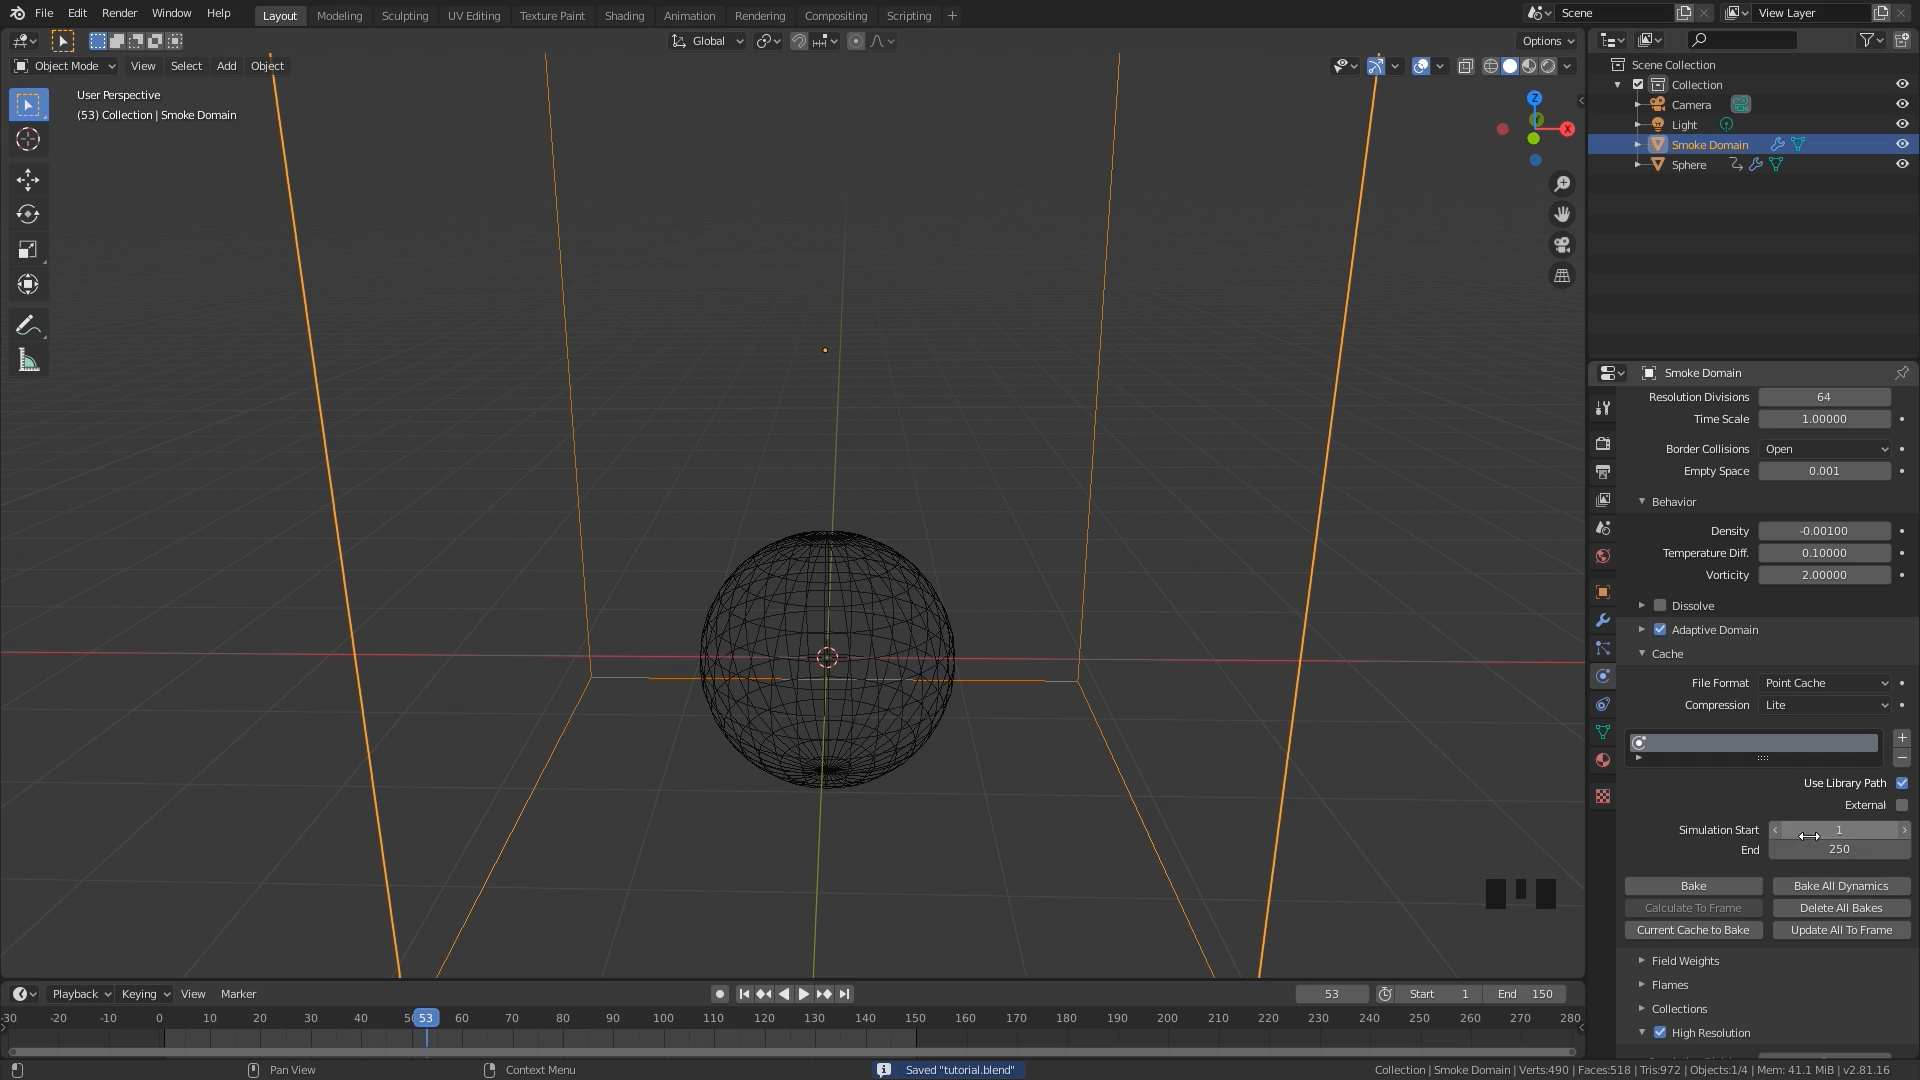 File Edit Render Window Help Layout Modeling Sculpting UV Editing Texture Paint Shading Animation Rendering Compositing Scripting + Scene View Layer
Global Options
Object Mode View Select Add Object
User Perspective
(53) Collection | Smoke Domain
Z
Y
X
Scene Collection
Collection
Camera
Light
Smoke Domain
Sphere
Smoke Domain
Resolution Divisions 64
Time Scale 1.00000
Border Collisions Open
Empty Space 0.001
Behavior
Density -0.00100
Temperature Diff. 0.10000
Vorticity 2.00000
Dissolve
Adaptive Domain
Cache
File Format Point Cache
Compression Lite
Use Library Path
External
Simulation Start 1
End 250
Bake Bake All Dynamics
Calculate To Frame Delete All Bakes
Current Cache to Bake Update All To Frame
Field Weights
Flames
Collections
High Resolution
Playback Keying View Marker 53 Start 1 End 150
-30 -20 -10 0 10 20 30 40 53 60 70 80 90 100 110 120 130 140 150 160 170 180 190 200 210 220 230 240 250 260 270 280
Pan View Context Menu Saved "tutorial.blend" Collection | Smoke Domain | Verts:490 | Faces:518 | Tris:972 | Objects:1/4 | Mem: 41.1 MiB | v2.81.16